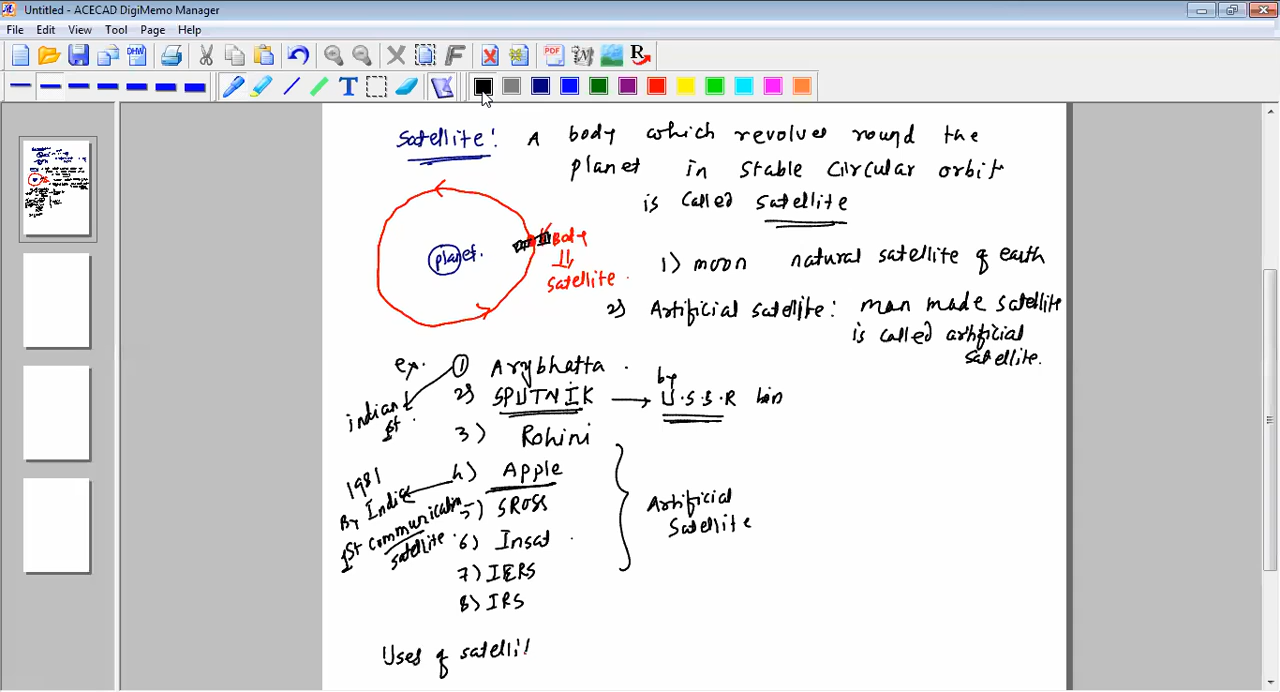 Untitled - ACECAD DigiMemo Manager
File Edit View Tool Page Help
Satellite: A body which revolves round the
planet in stable circular orbit
is called satellite
planet.
Body
Satellite
1) moon natural satellite of earth
2) Artificial satellite: man made satellite
is called artificial
satellite.
ex. 1 Arybhatta
indian
1st
2) SPUTNIK → by U.S.S.R
3) Rohini
4) Apple
1981
By India
1st communication
satellite
5) SROSS
6) Insat
7) IERS
8) IRS
Artificial
Satellite
Uses of satellit